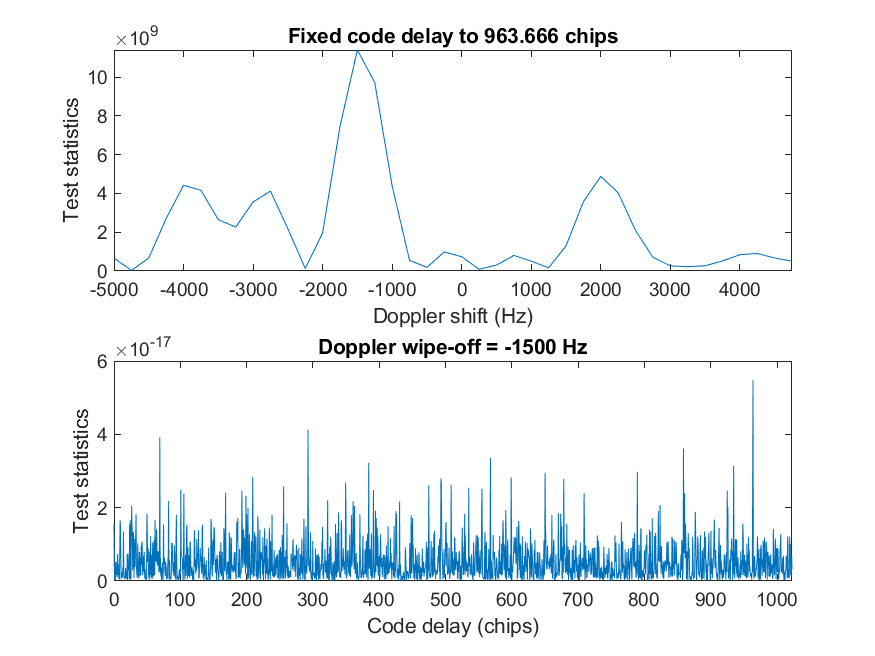 ×10^9
Fixed code delay to 963.666 chips
Test statistics
10
8
6
4
2
0
-5000 -4000 -3000 -2000 -1000 0 1000 2000 3000 4000
Doppler shift (Hz)
×10^-17
Doppler wipe-off = -1500 Hz
Test statistics
6
4
2
0
0 100 200 300 400 500 600 700 800 900 1000
Code delay (chips)